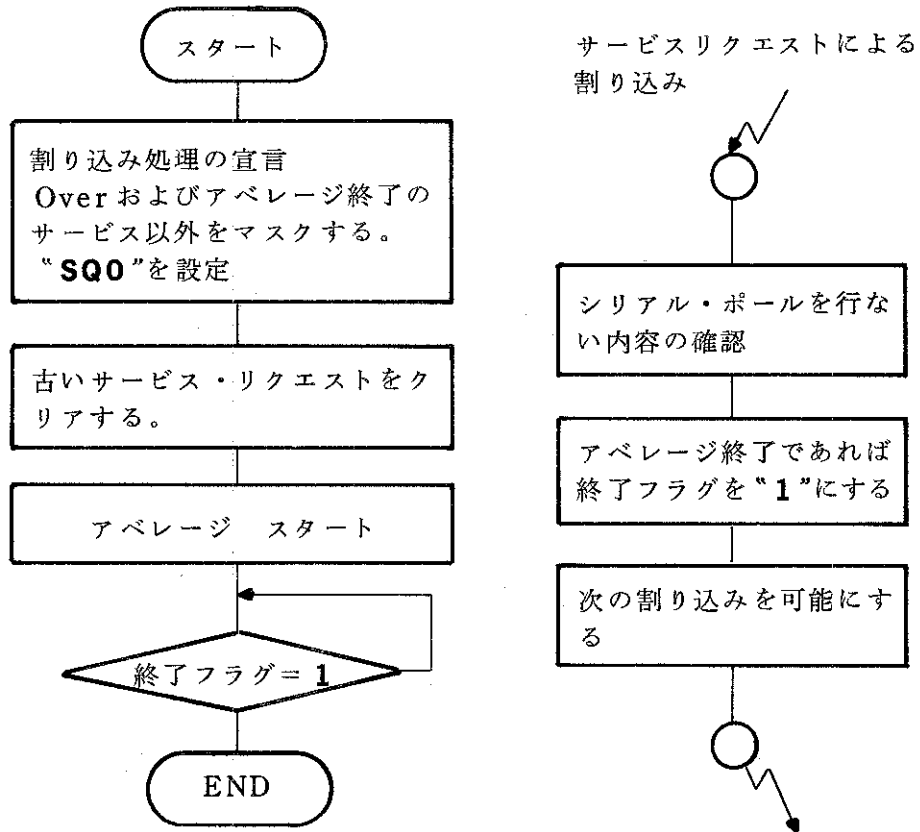 スタート
割り込み処理の宣言
Overおよびアベレージ終了の
サービス以外をマスクする。
“SQ0”を設定
古いサービス・リクエストをク
リアする。
アベレージ　スタート
終了フラグ＝1
END
サービスリクエストによる
割り込み
シリアル・ポールを行な
い内容の確認
アベレージ終了であれば
終了フラグを“1”にする
次の割り込みを可能にす
る